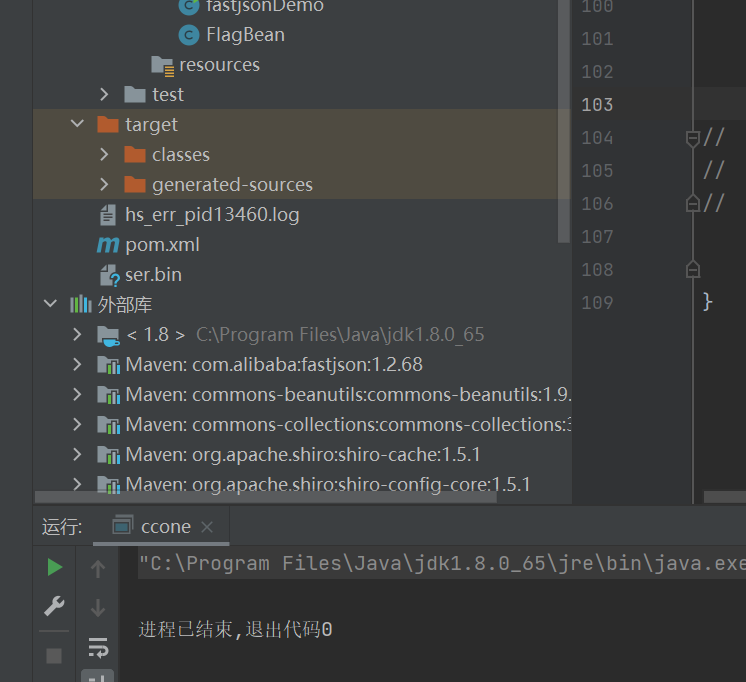 fastjsonDemo
FlagBean
resources
test
target
classes
generated-sources
hs_err_pid13460.log
pom.xml
ser.bin
外部库
< 1.8 > C:\Program Files\Java\jdk1.8.0_65
Maven: com.alibaba:fastjson:1.2.68
Maven: commons-beanutils:commons-beanutils:1.9.
Maven: commons-collections:commons-collections:3
Maven: org.apache.shiro:shiro-cache:1.5.1
Maven: org.apache.shiro:shiro-config-core:1.5.1
100
101
102
103
104 //
105 //
106 //
107
108
109 }
运行: ccone
"C:\Program Files\Java\jdk1.8.0_65\jre\bin\java.exe
进程已结束,退出代码0